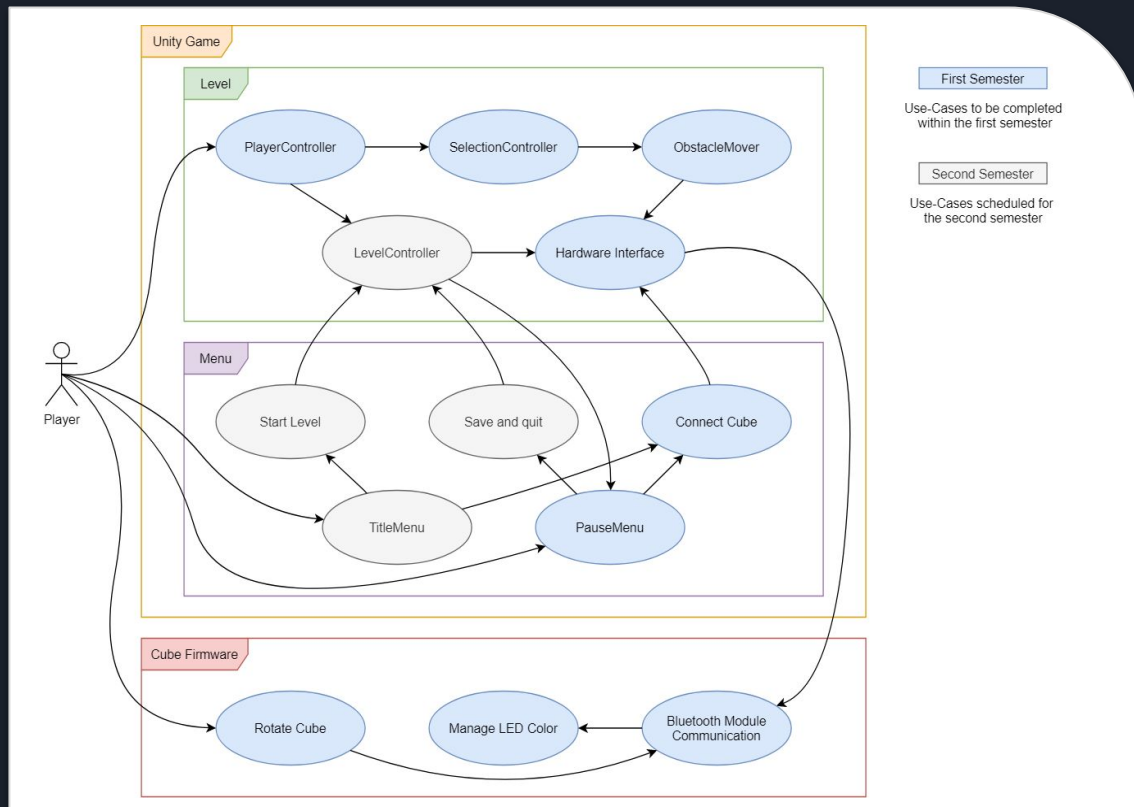 Unity Game
Level
First Semester
Use-Cases to be completed
within the first semester
PlayerController
SelectionController
ObstacleMover
Second Semester
Use-Cases scheduled for
the second semester
LevelController
Hardware Interface
Menu
Player
Start Level
Save and quit
Connect Cube
TitleMenu
PauseMenu
Cube Firmware
Rotate Cube
Manage LED Color
Bluetooth Module
Communication